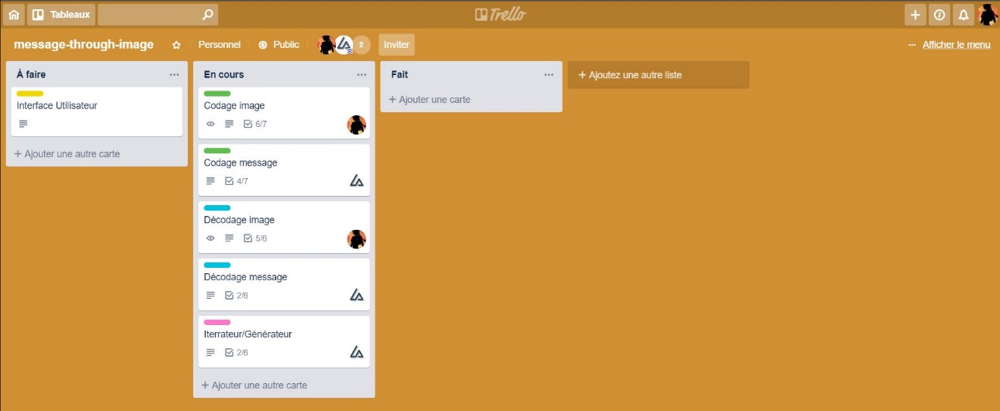 Tableaux
Trello
message-through-image
Personnel
Public
2
Inviter
Afficher le menu
À faire
Interface Utilisateur
+ Ajouter une autre carte
En cours
Codage image
6/7
Codage message
4/7
Décodage image
5/6
Décodage message
2/6
Iterrateur/Générateur
2/6
+ Ajouter une autre carte
Fait
+ Ajouter une carte
+ Ajoutez une autre liste